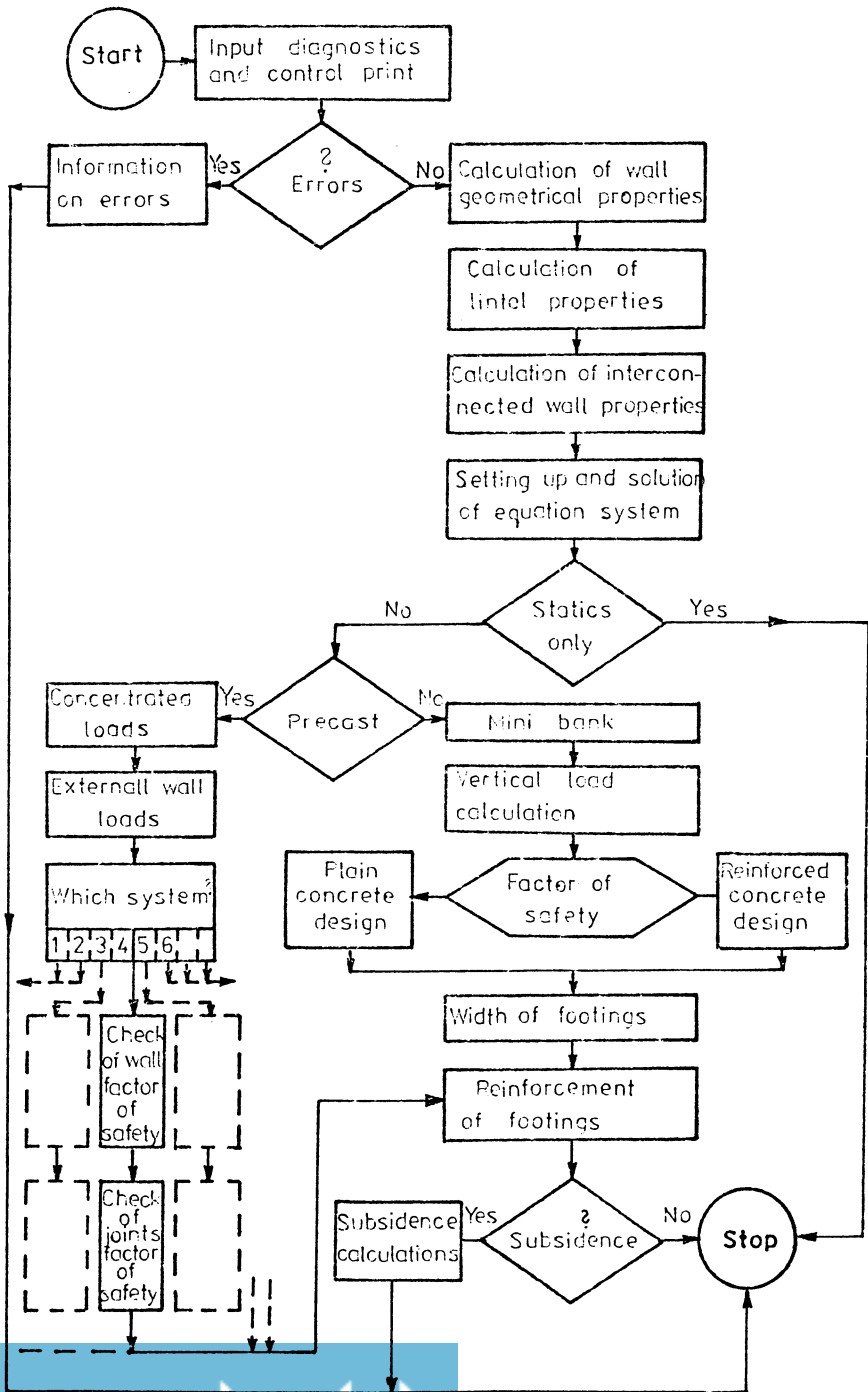 Start
Input diagnostics
and control print
?
Errors
Yes
No
Information
on errors
Calculation of wall
geometrical properties
Calculation of
lintel properties
Calculation of intercon-
nected wall properties
Setting up and solution
of equation system
Statics
only
No
Yes
Precast
Yes
No
Concentrated
loads
Mini bank
Externall wall
loads
Vertical load
calculation
Which system?
1 2 3 4 5 6
Plain
concrete
design
Factor of
safety
Reinforced
concrete
design
Width of footings
Check
of wall
factor
of
safety
Reinforcement
of footings
Check
of
joints
factor
of
safety
Subsidence
calculations
Yes
?
Subsidence
No
Stop